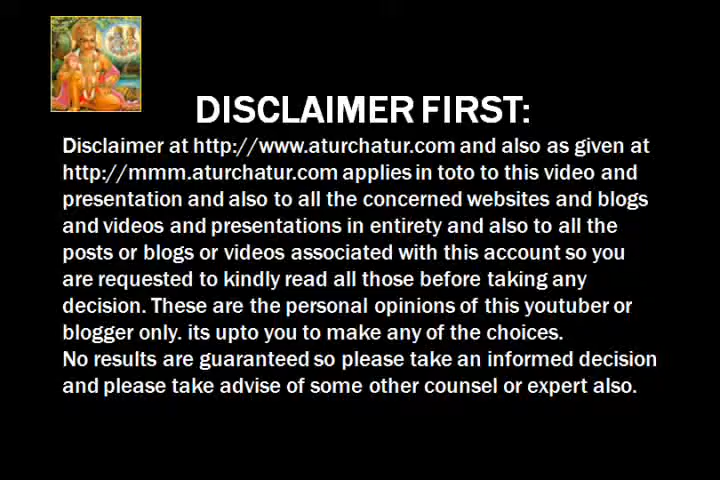 DISCLAIMER FIRST:
Disclaimer at http://www.aturchatur.com and also as given at
http://mmm.aturchatur.com applies in toto to this video and
presentation and also to all the concerned websites and blogs
and videos and presentations in entirety and also to all the
posts or blogs or videos associated with this account so you
are requested to kindly read all those before taking any
decision. These are the personal opinions of this youtuber or
blogger only. its upto you to make any of the choices.
No results are guaranteed so please take an informed decision
and please take advise of some other counsel or expert also.